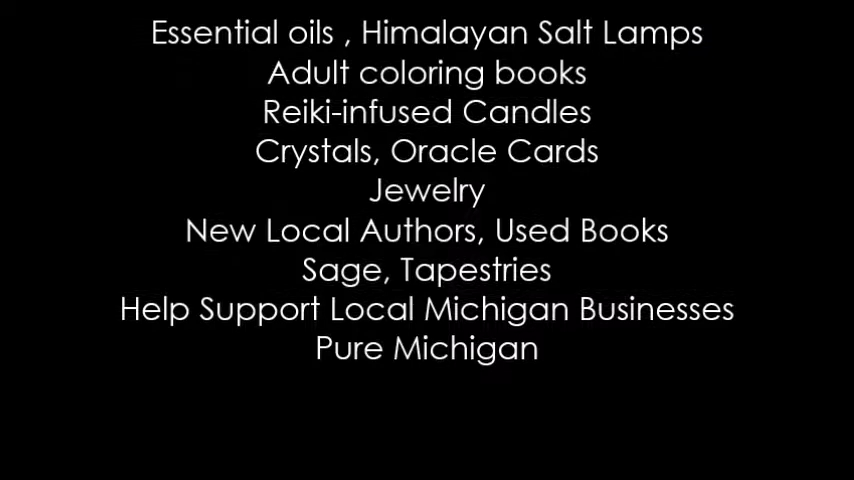 Essential oils , Himalayan Salt Lamps
Adult coloring books
Reiki-infused Candles
Crystals, Oracle Cards
Jewelry
New Local Authors, Used Books
Sage, Tapestries
Help Support Local Michigan Businesses
Pure Michigan